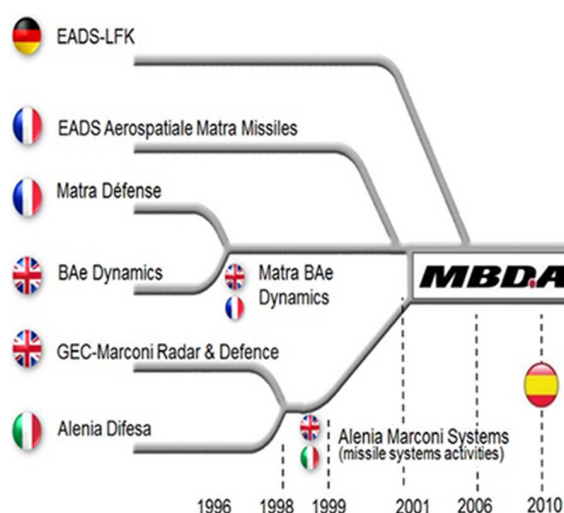 EADS-LFK
EADS Aerospatiale Matra Missiles
Matra Défense
BAe Dynamics
Matra BAe
Dynamics
MBDA
GEC-Marconi Radar & Defence
Alenia Difesa
Alenia Marconi Systems
(missile systems activities)
1996 1998 1999 2001 2006 2010